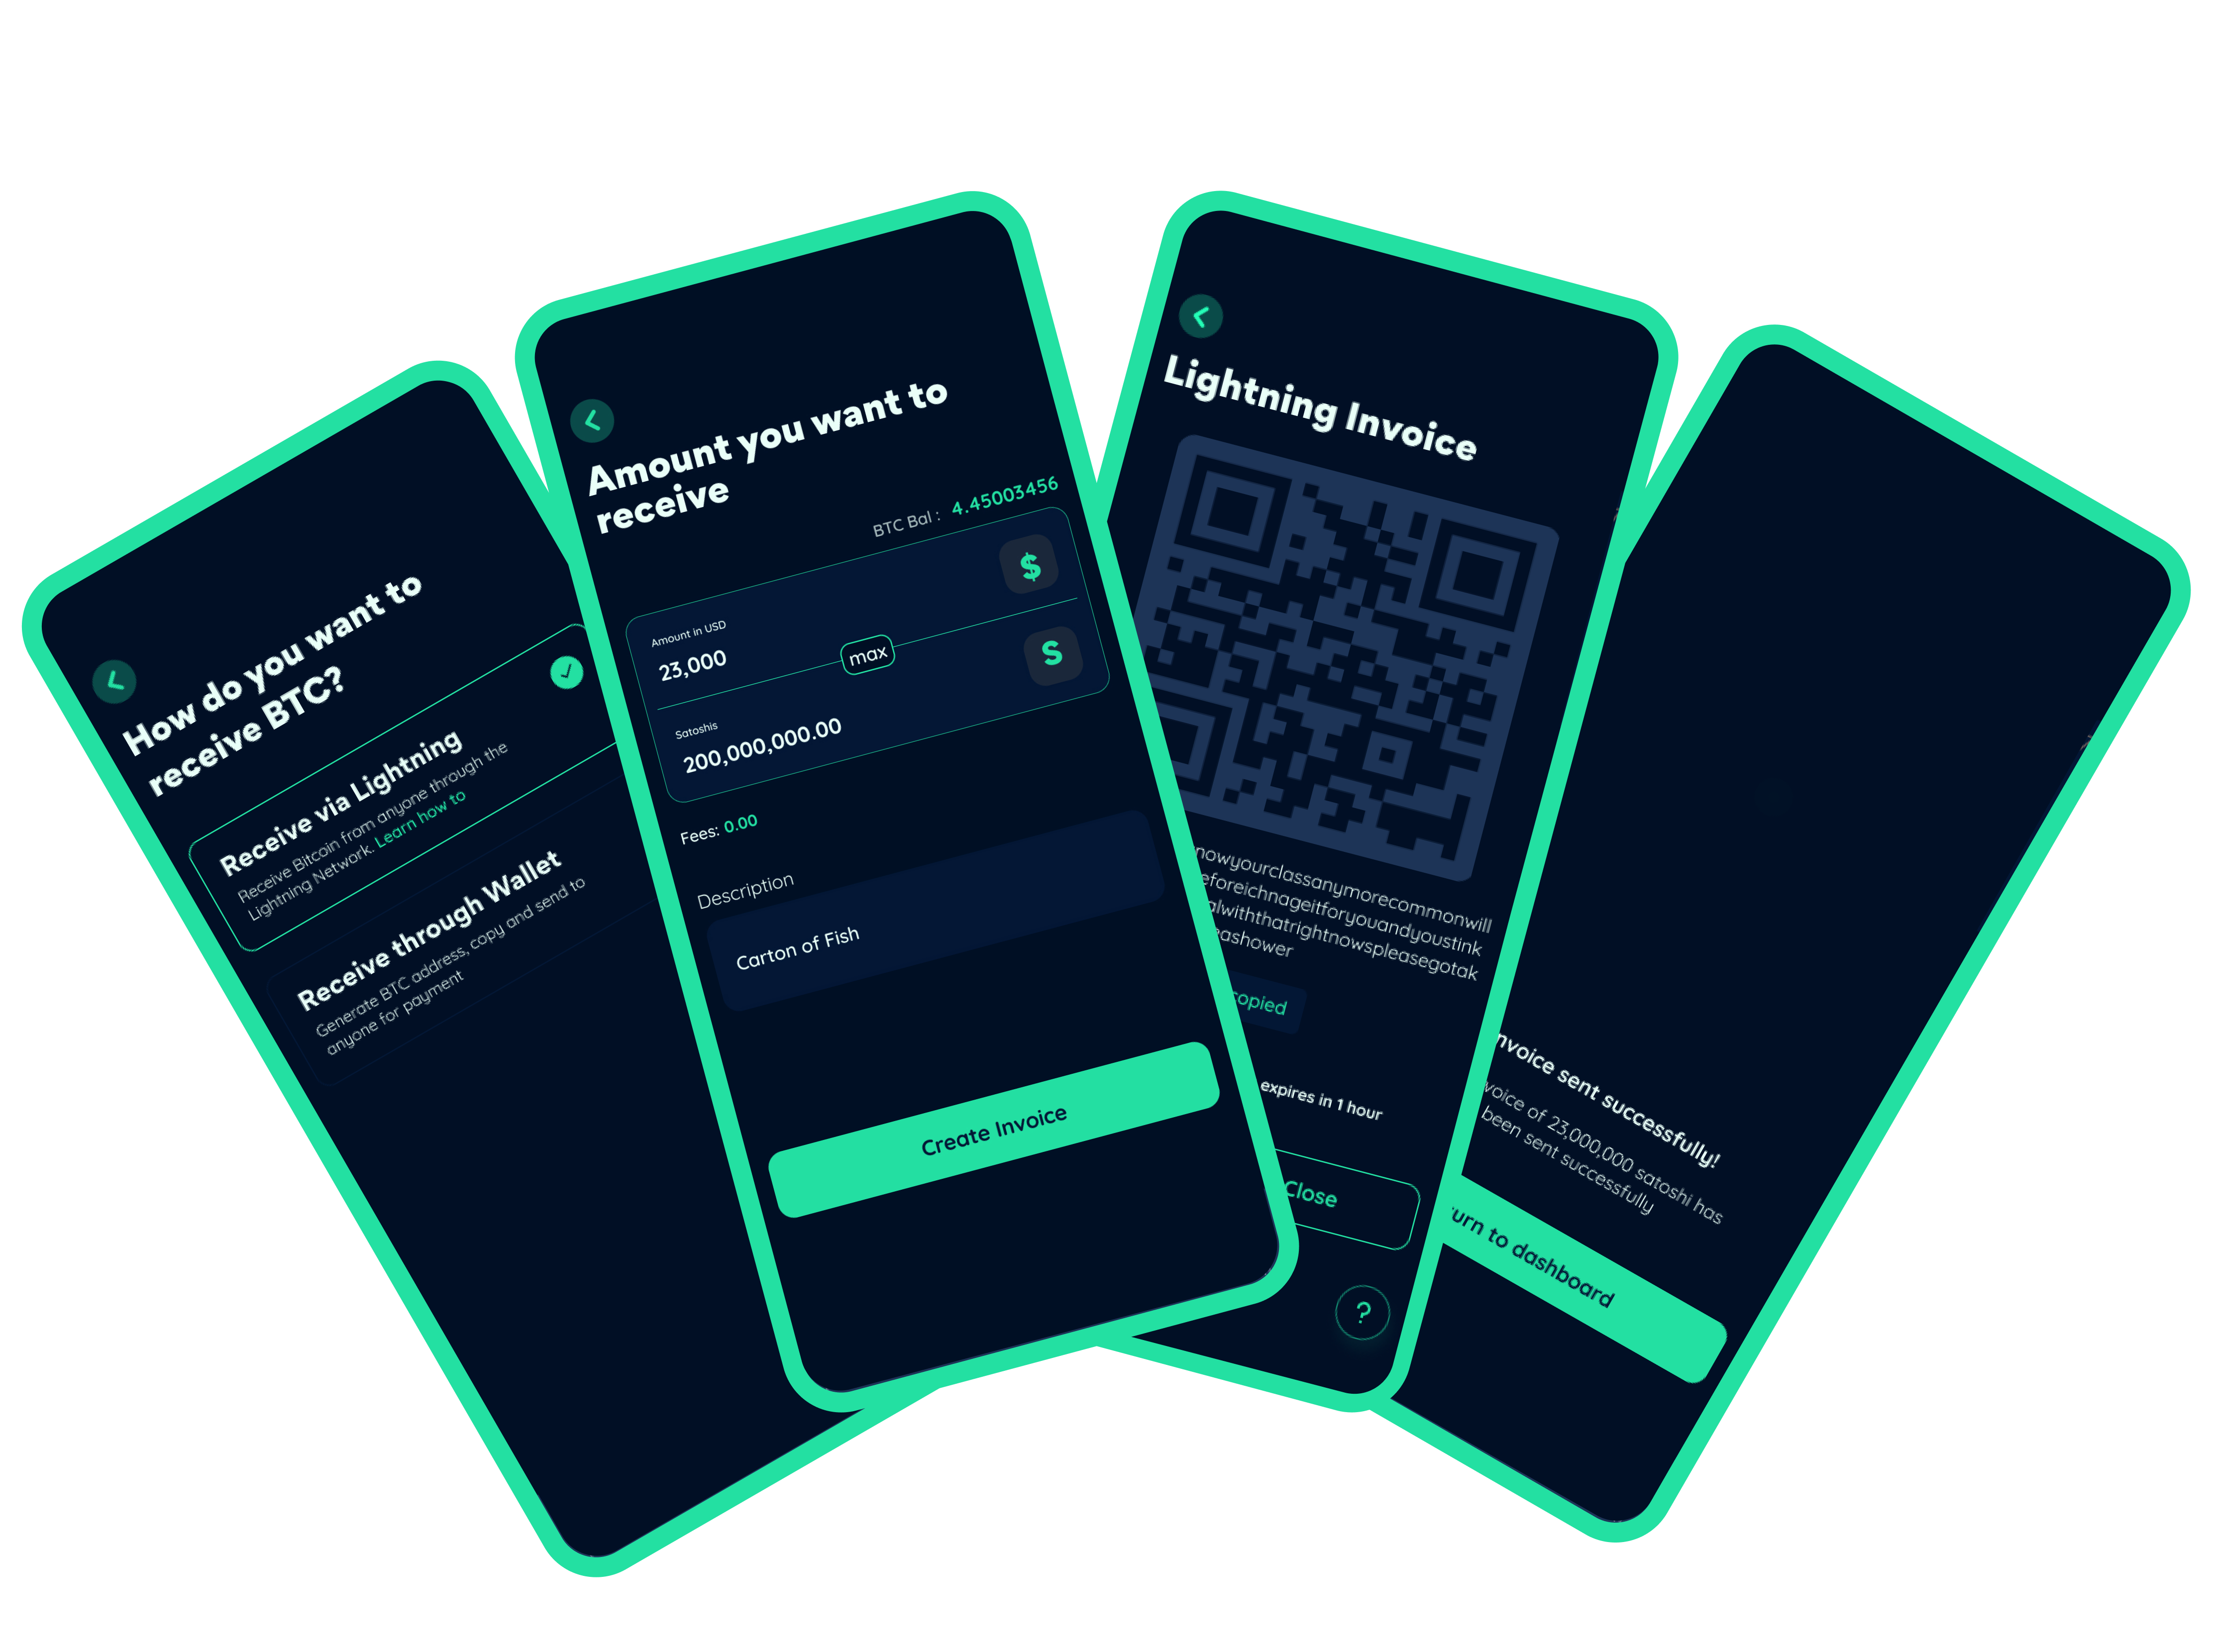 How do you want to
receive BTC?
Receive via Lightning
Receive Bitcoin from anyone through the
Lightning Network. Learn how to
Receive through Wallet
Generate BTC address, copy and send to
anyone for payment
Amount you want to
receive
BTC Bal : 4.45003456
Amount in USD
$
23,000
max
Satoshis
S
200,000,000.00
Fees: 0.00
Description
Carton of Fish
Create Invoice
Lightning Invoice
nowyourclassanymorecommonwill
eforeichnageitforyouandyoustink
alwiththatrightnowspleasegotak
eashower
copied
expires in 1 hour
Close
?
nvoice sent successfully!
voice of 23,000,000 satoshi has
been sent successfully
urn to dashboard